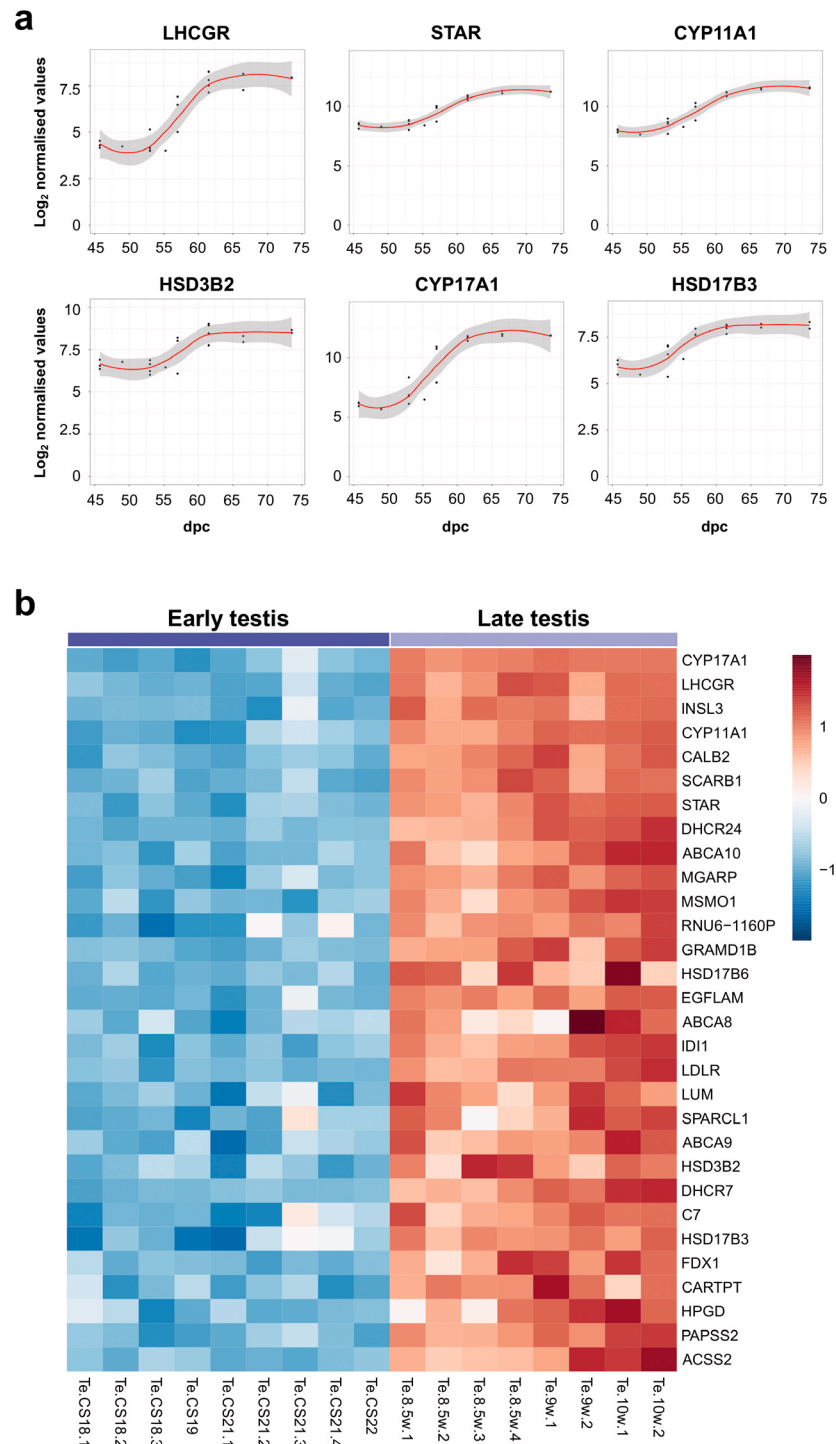 a
LHCGR STAR CYP11A1
Log2 normalised values
7.5
5
2.5
0
10
5
0
10
5
0
45 50 55 60 65 70 75
45 50 55 60 65 70 75
45 50 55 60 65 70 75
HSD3B2 CYP17A1 HSD17B3
Log2 normalised values
10
7.5
5
2.5
0
10
5
0
7.5
5
2.5
0
45 50 55 60 65 70 75
45 50 55 60 65 70 75
45 50 55 60 65 70 75
dpc dpc dpc
b
Early testis Late testis
CYP17A1
LHCGR
INSL3
CYP11A1
CALB2
SCARB1
STAR
DHCR24
ABCA10
MGARP
MSMO1
RNU6−1160P
GRAMD1B
HSD17B6
EGFLAM
ABCA8
IDI1
LDLR
LUM
SPARCL1
ABCA9
HSD3B2
DHCR7
C7
HSD17B3
FDX1
CARTPT
HPGD
PAPSS2
ACSS2
1
0
−1
Te.CS18.1
Te.CS18.2
Te.CS18.3
Te.CS19
Te.CS21.1
Te.CS21.2
Te.CS21.3
Te.CS21.4
Te.CS22
Te.8.5w.1
Te.8.5w.2
Te.8.5w.3
Te.8.5w.4
Te.9w.1
Te.9w.2
Te.10w.1
Te.10w.2